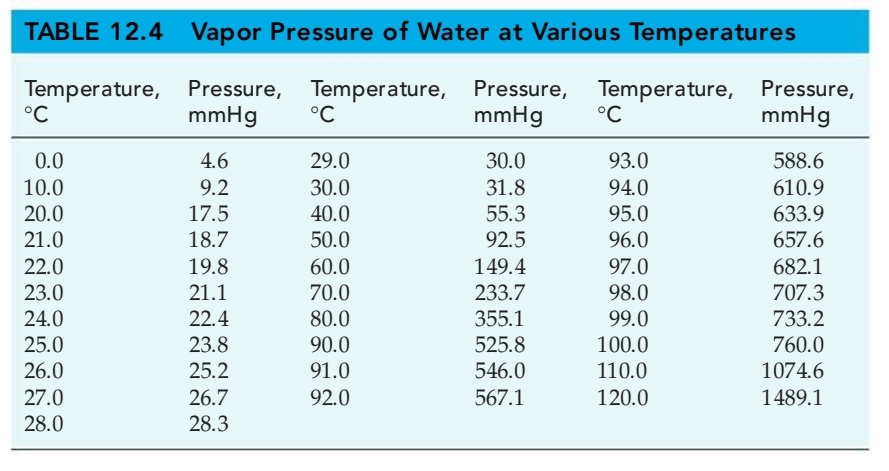 TABLE 12.4 Vapor Pressure of Water at Various Temperatures
Temperature, Pressure, Temperature, Pressure, Temperature, Pressure,
°C mmHg °C mmHg °C mmHg
0.0 4.6 29.0 30.0 93.0 588.6
10.0 9.2 30.0 31.8 94.0 610.9
20.0 17.5 40.0 55.3 95.0 633.9
21.0 18.7 50.0 92.5 96.0 657.6
22.0 19.8 60.0 149.4 97.0 682.1
23.0 21.1 70.0 233.7 98.0 707.3
24.0 22.4 80.0 355.1 99.0 733.2
25.0 23.8 90.0 525.8 100.0 760.0
26.0 25.2 91.0 546.0 110.0 1074.6
27.0 26.7 92.0 567.1 120.0 1489.1
28.0 28.3